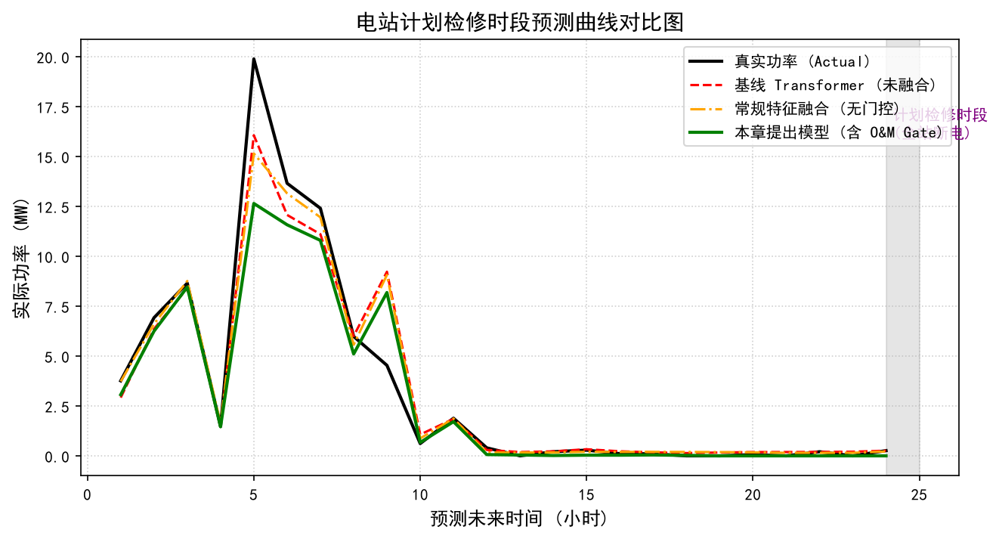 电站计划检修时段预测曲线对比图
实际功率 (MW)
20.0
17.5
15.0
12.5
10.0
7.5
5.0
2.5
0.0
真实功率 (Actual)
基线 Transformer (未融合)
常规特征融合 (无门控)
本章提出模型 (含 O&M Gate)
计划检修时段
断电)
0
5
10
15
20
25
预测未来时间 (小时)